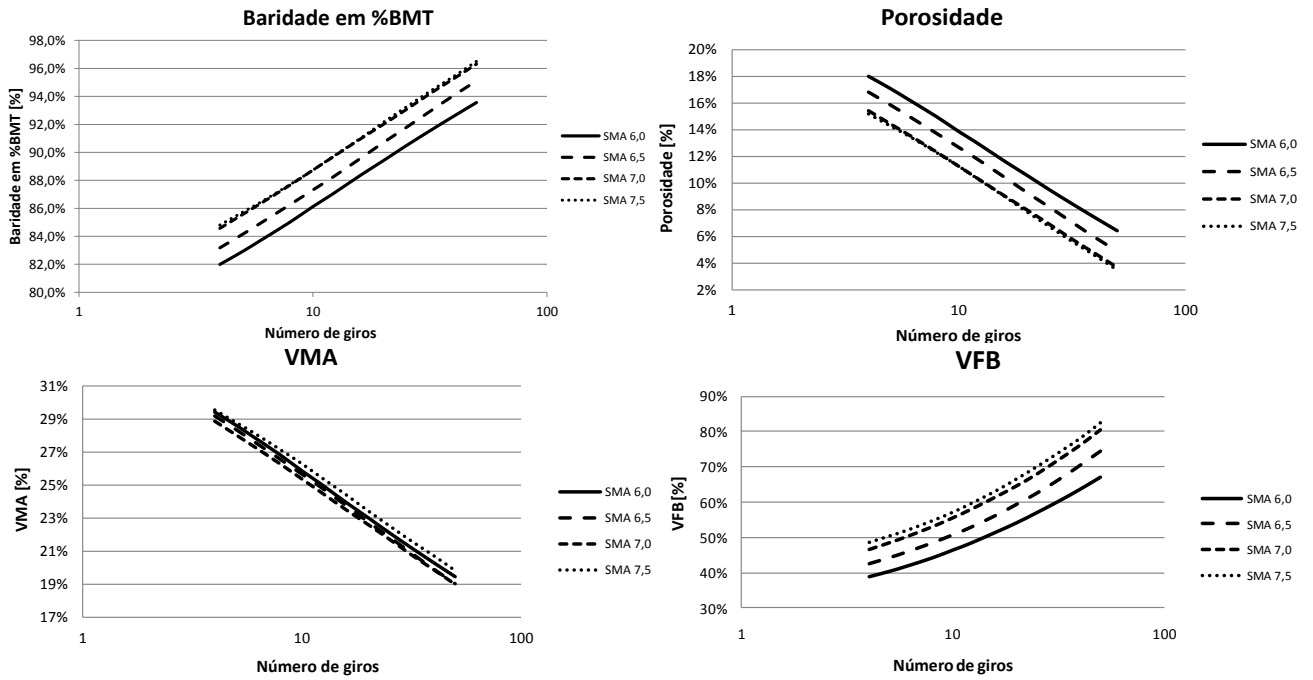 Baridade em %BMT
Baridade em %BMT [%]
98,0%
96,0%
94,0%
92,0%
90,0%
88,0%
86,0%
84,0%
82,0%
80,0%
1
10
100
Número de giros
SMA 6,0
SMA 6,5
SMA 7,0
SMA 7,5
Porosidade
Porosidade [%]
20%
18%
16%
14%
12%
10%
8%
6%
4%
2%
1
10
100
Número de giros
SMA 6,0
SMA 6,5
SMA 7,0
SMA 7,5
VMA
VMA [%]
31%
29%
27%
25%
23%
21%
19%
17%
1
10
100
Número de giros
SMA 6,0
SMA 6,5
SMA 7,0
SMA 7,5
VFB
VFB [%]
90%
80%
70%
60%
50%
40%
30%
1
10
100
Número de giros
SMA 6,0
SMA 6,5
SMA 7,0
SMA 7,5